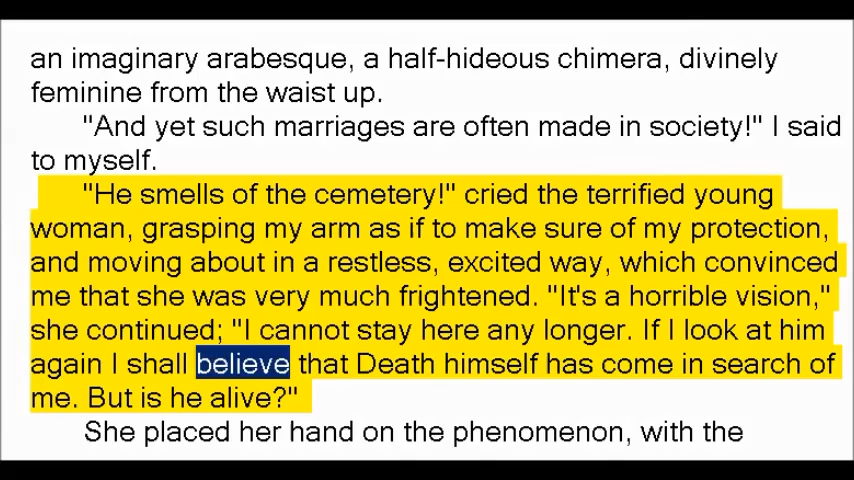 an imaginary arabesque, a half-hideous chimera, divinely
feminine from the waist up.
"And yet such marriages are often made in society!" I said
to myself.
"He smells of the cemetery!" cried the terrified young
woman, grasping my arm as if to make sure of my protection,
and moving about in a restless, excited way, which convinced
me that she was very much frightened. "It's a horrible vision,"
she continued; "I cannot stay here any longer. If I look at him
again I shall believe that Death himself has come in search of
me. But is he alive?"
She placed her hand on the phenomenon, with the